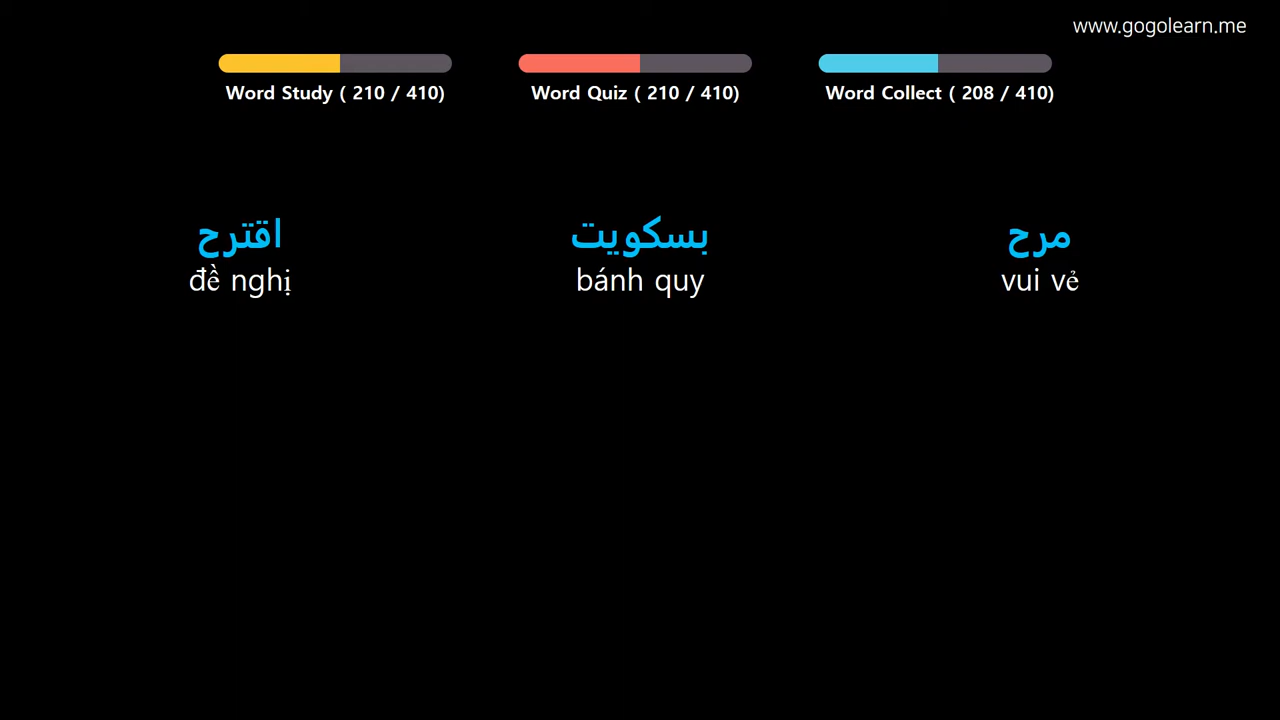 www.gogolearn.me
Word Study ( 210 / 410)
Word Quiz ( 210 / 410)
Word Collect ( 208 / 410)
اقترح
đề nghị
بسكويت
bánh quy
مرح
vui vẻ